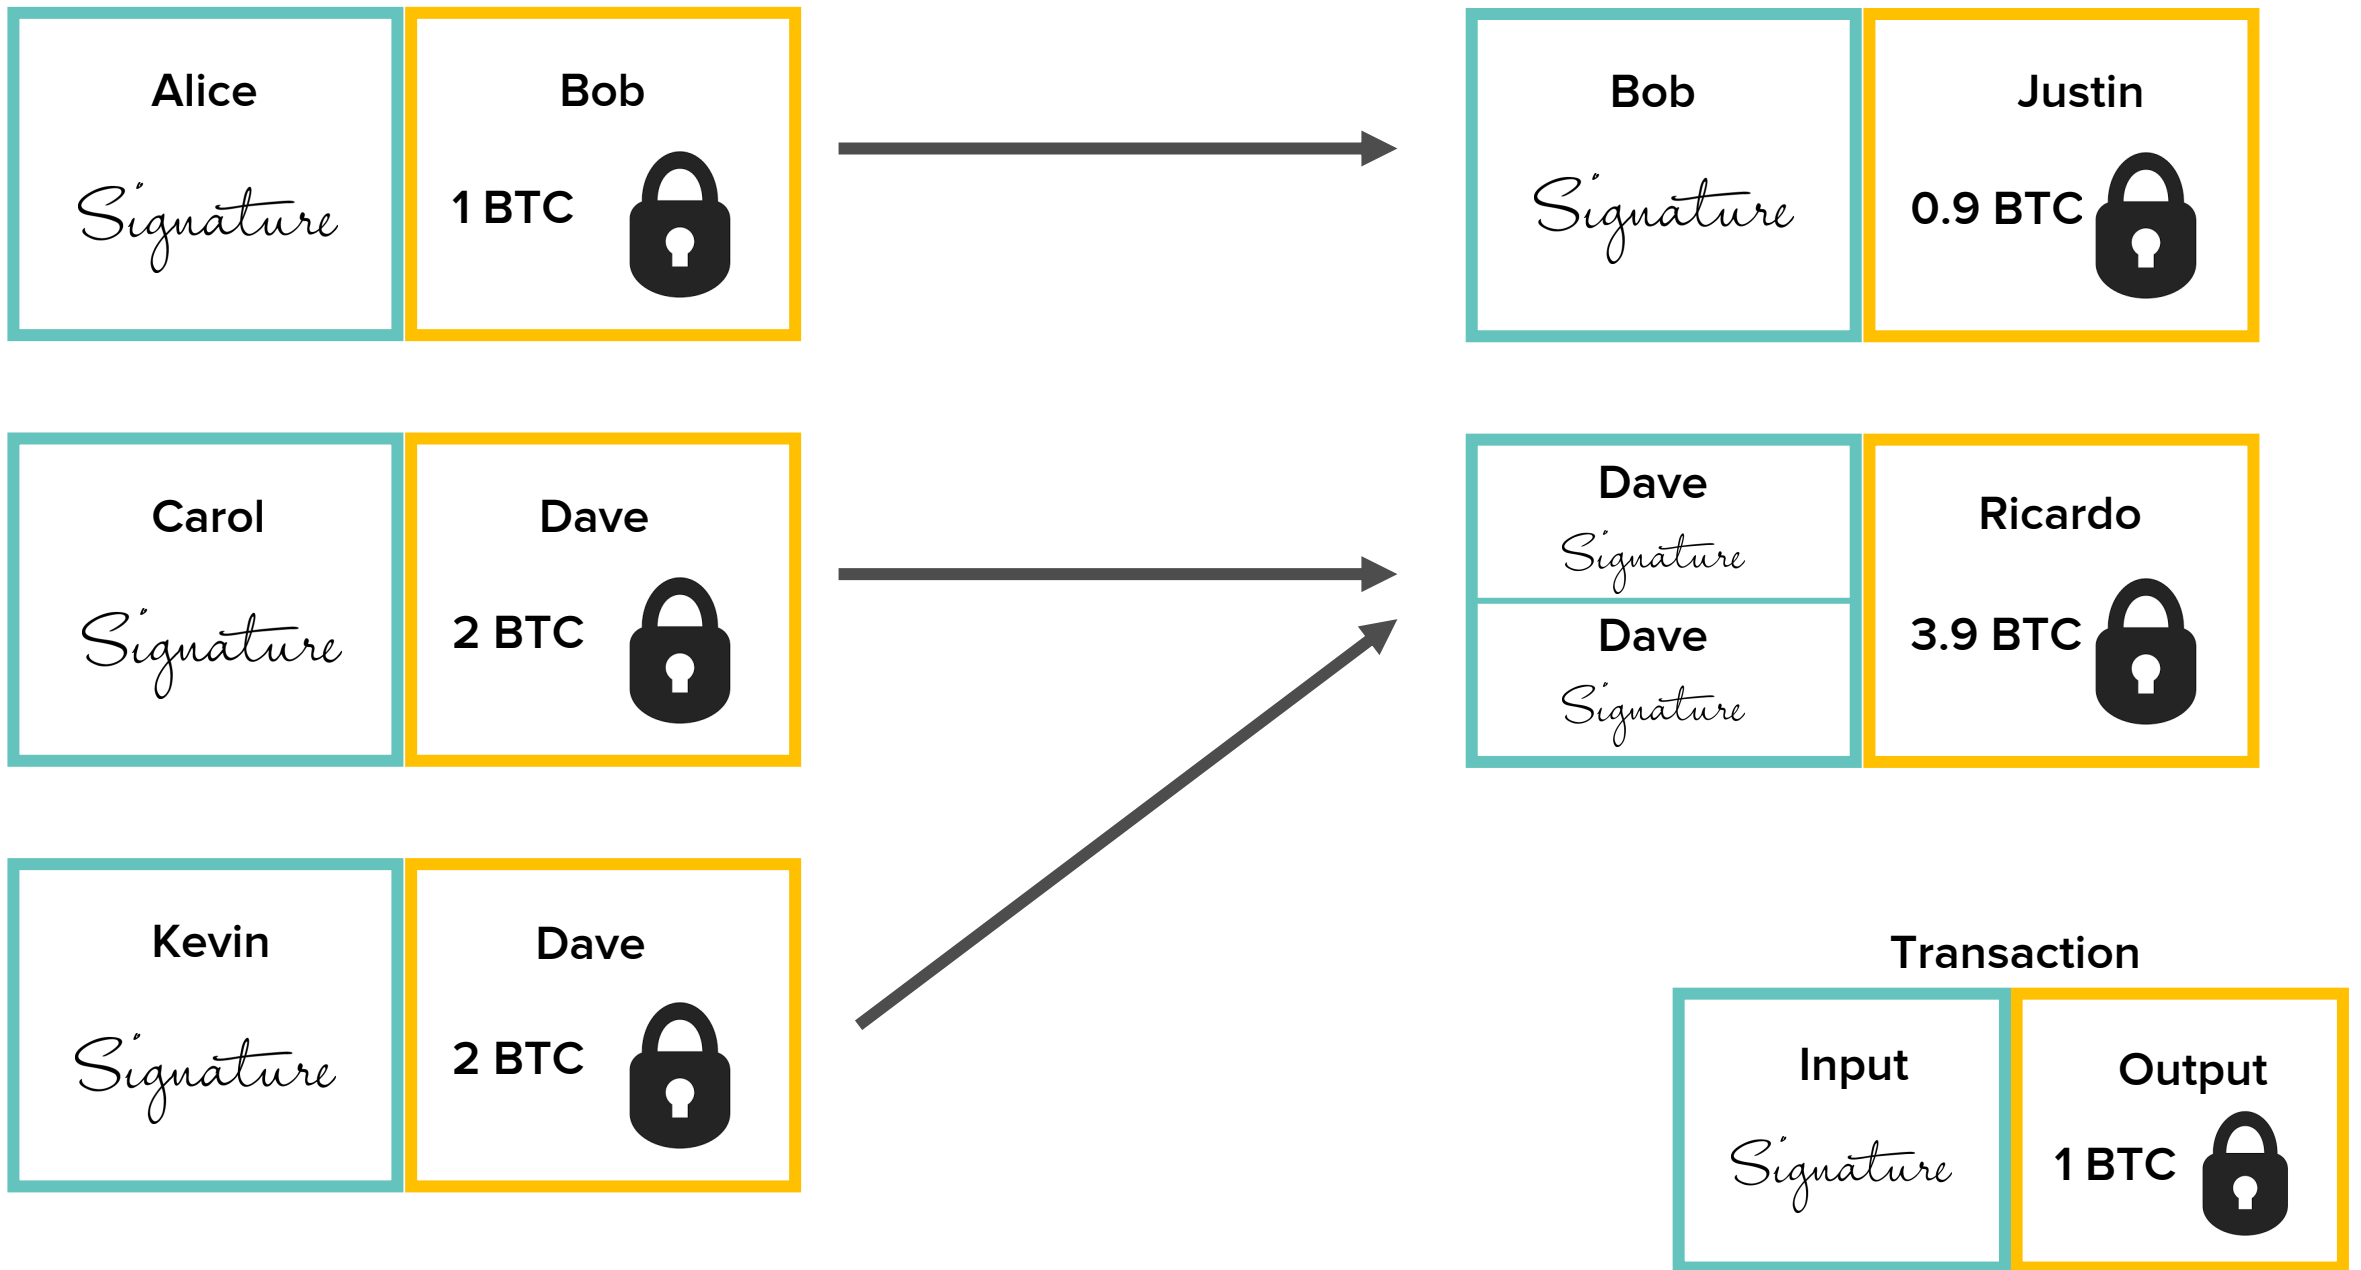 Alice
Signature
Bob
1 BTC
Bob
Signature
Justin
0.9 BTC
Carol
Signature
Dave
2 BTC
Dave
Signature
Dave
Signature
Ricardo
3.9 BTC
Kevin
Signature
Dave
2 BTC
Transaction
Input
Signature
Output
1 BTC